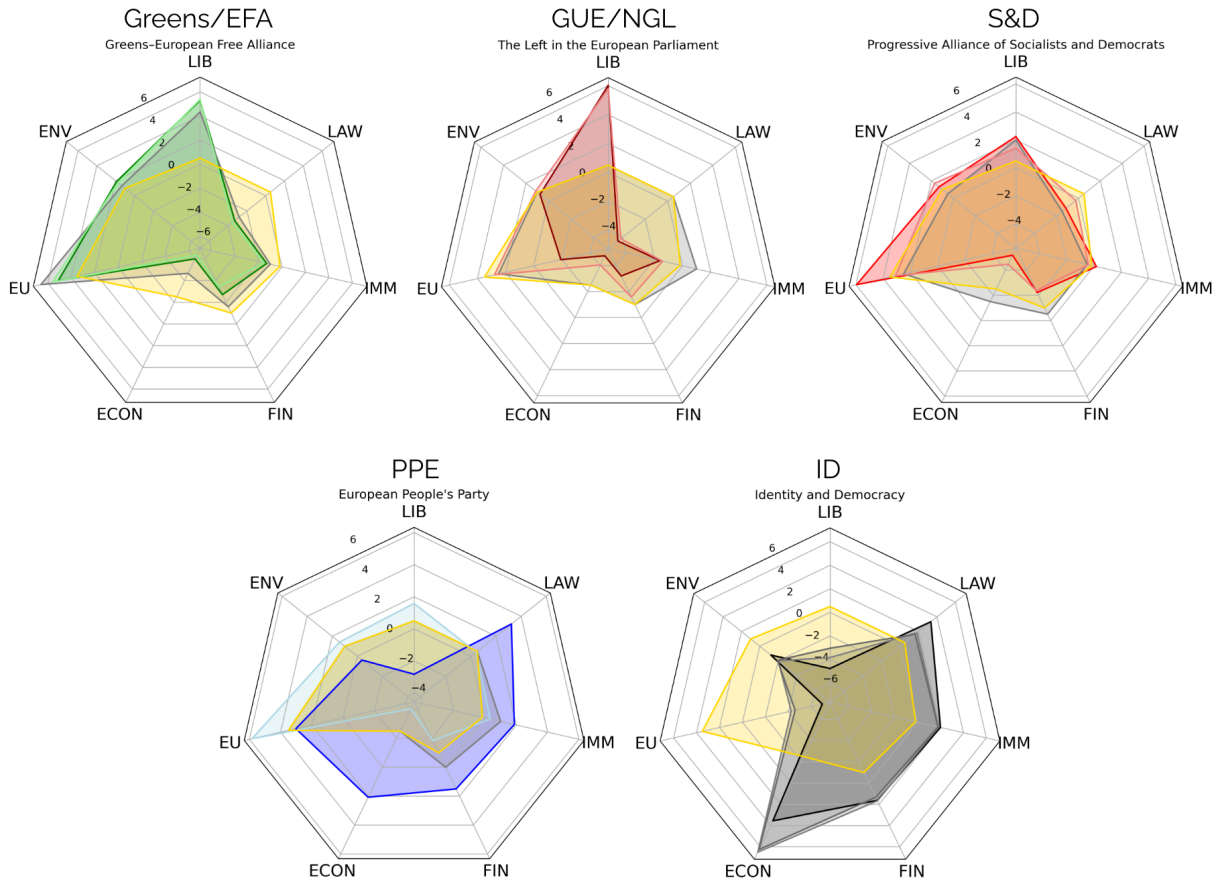 Greens/EFA
Greens–European Free Alliance
LIB
6
4
2
0
−2
−4
−6
ENV
LAW
EU
IMM
ECON
FIN
GUE/NGL
The Left in the European Parliament
LIB
6
4
2
0
−2
−4
ENV
LAW
EU
IMM
ECON
FIN
S&D
Progressive Alliance of Socialists and Democrats
LIB
6
4
2
0
−2
−4
ENV
LAW
EU
IMM
ECON
FIN
PPE
European People's Party
LIB
6
4
2
0
−2
−4
ENV
LAW
EU
IMM
ECON
FIN
ID
Identity and Democracy
LIB
6
4
2
0
−2
−4
−6
ENV
LAW
EU
IMM
ECON
FIN